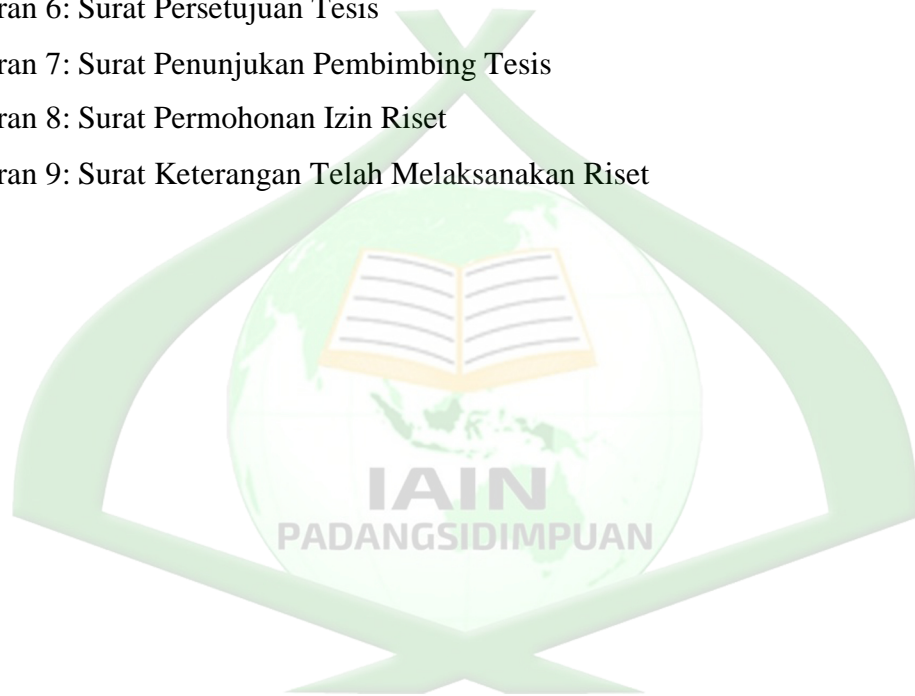 ran 6: Surat Persetujuan Tesis
ran 7: Surat Penunjukan Pembimbing Tesis
ran 8: Surat Permohonan Izin Riset
ran 9: Surat Keterangan Telah Melaksanakan Riset
IAIN
PADANGSIDIMPUAN